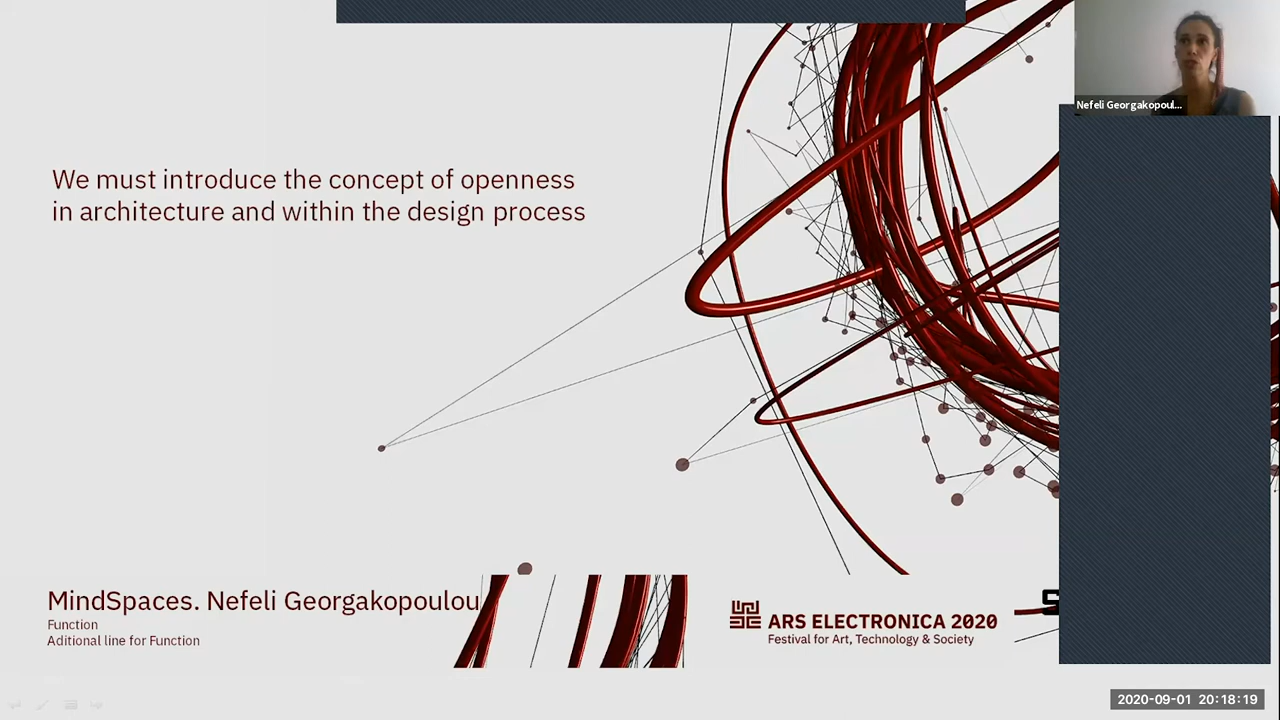 Nefeli Georgakopoul...
We must introduce the concept of openness
in architecture and within the design process
MindSpaces. Nefeli Georgakopoulou
Function
Aditional line for Function
ARS ELECTRONICA 2020
Festival for Art, Technology & Society
S
2020-09-01 20:18:19